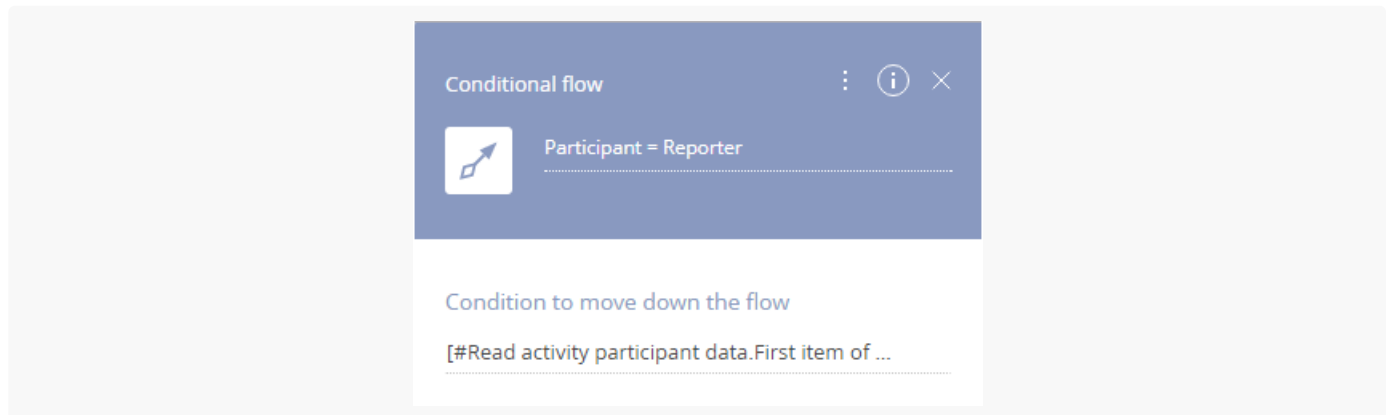 Conditional flow
Participant = Reporter
Condition to move down the flow
[#Read activity participant data.First item of ...